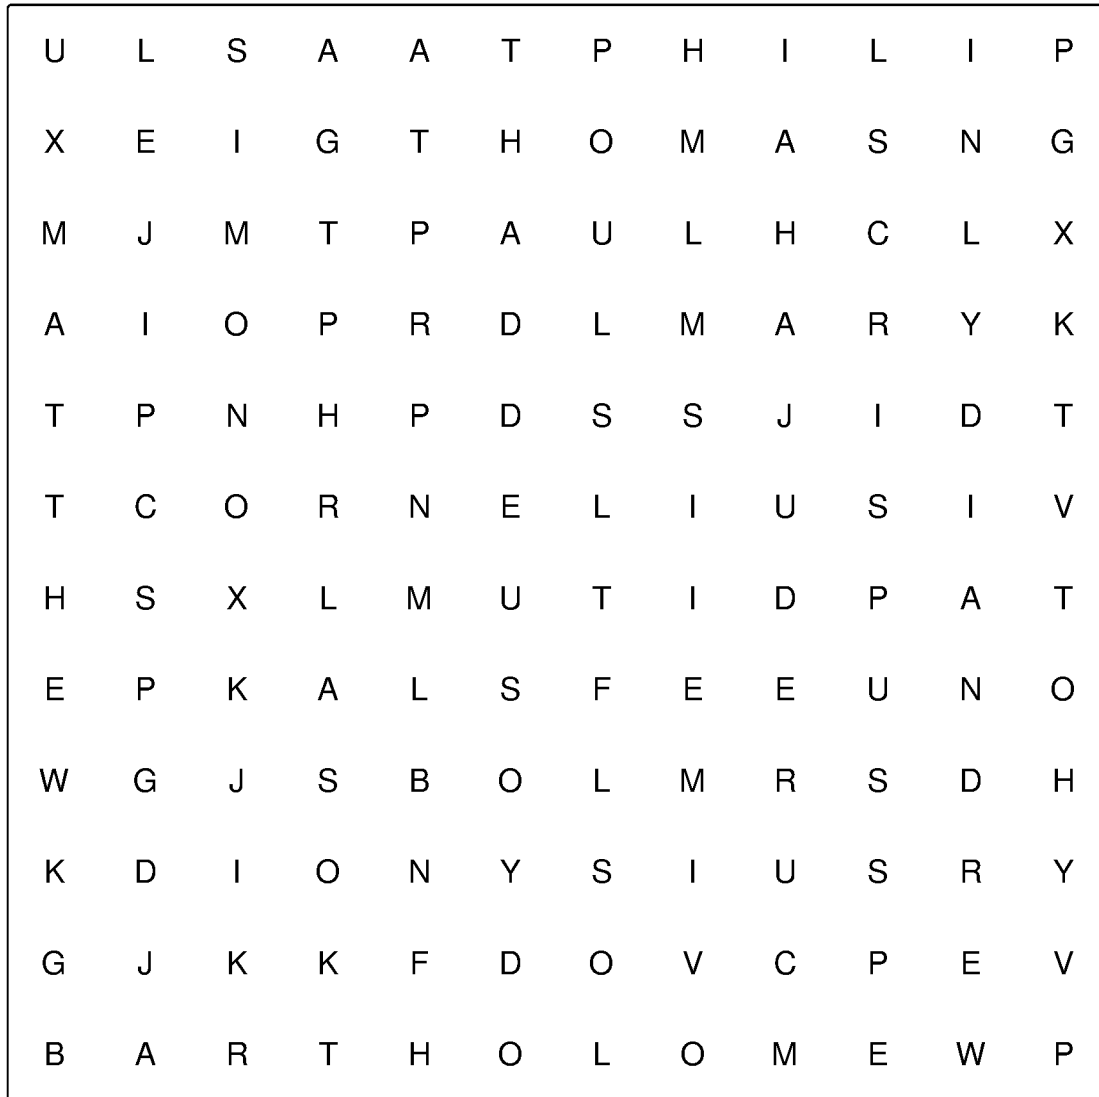 U L S A A T P H I L I P
X E I G T H O M A S N G
M J M T P A U L H C L X
A I O P R D L M A R Y K
T P N H P D S S J I D T
T C O R N E L I U S I V
H S X L M U T I D P A T
E P K A L S F E E U N O
W G J S B O L M R S D H
K D I O N Y S I U S R Y
G J K K F D O V C P E V
B A R T H O L O M E W P